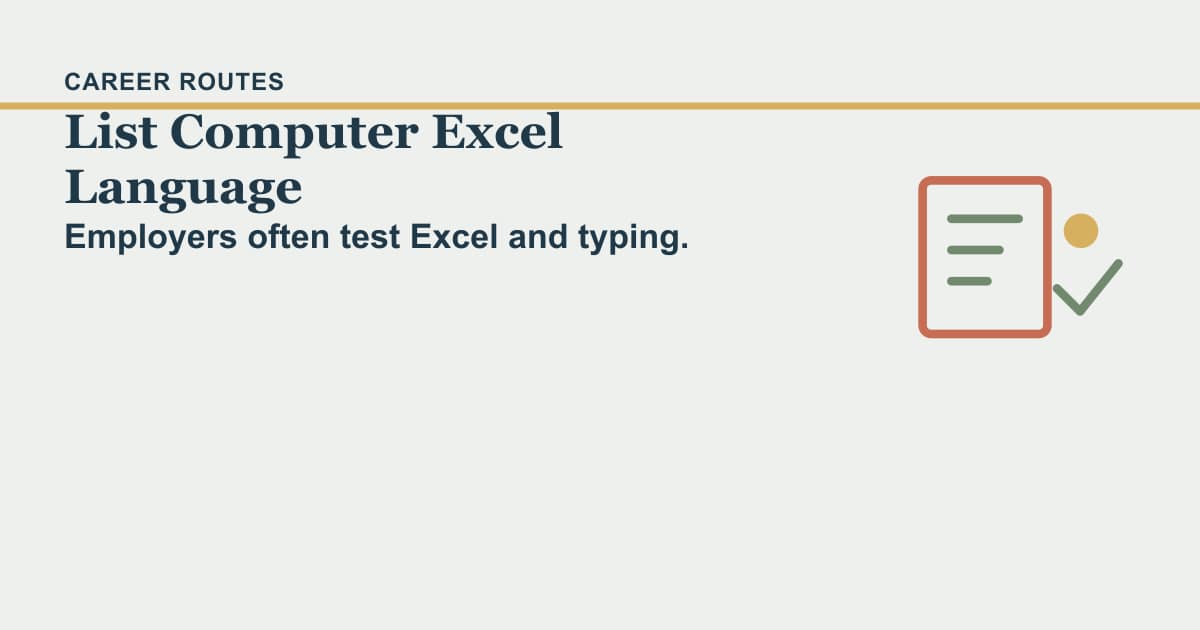 CAREER ROUTES
List Computer Excel
Language
Employers often test Excel and typing.